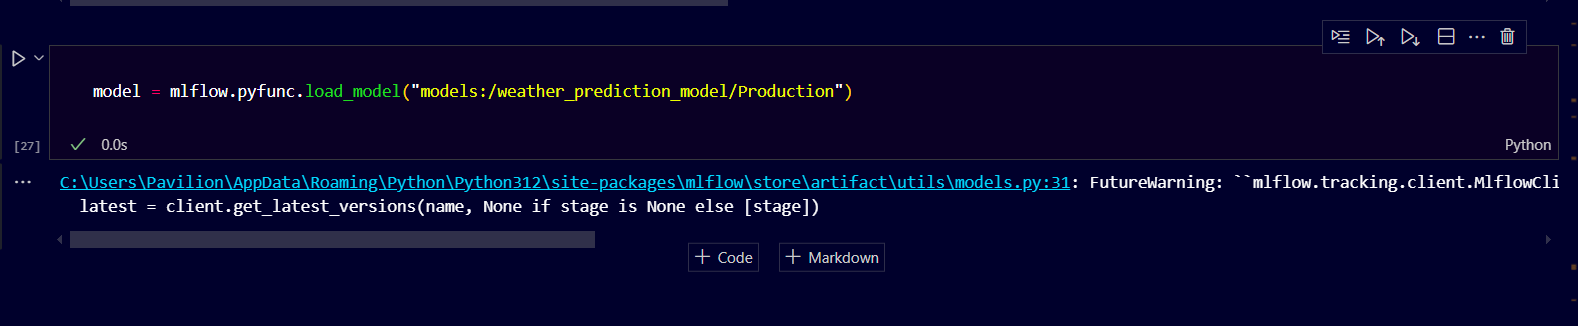 model = mlflow.pyfunc.load_model("models:/weather_prediction_model/Production")
[27]
0.0s
Python
C:\Users\Pavilion\AppData\Roaming\Python\Python312\site-packages\mlflow\store\artifact\utils\models.py:31: FutureWarning: ``mlflow.tracking.client.MlflowCli
latest = client.get_latest_versions(name, None if stage is None else [stage])
+ Code
+ Markdown